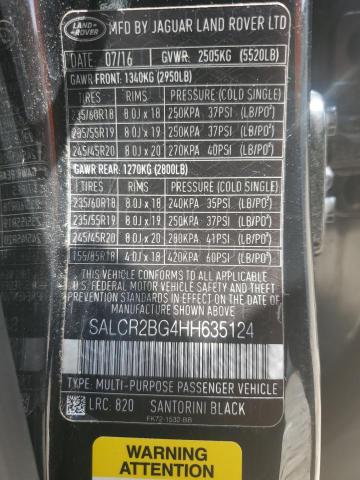 LAND ROVER
MFD BY JAGUAR LAND ROVER LTD
DATE 07/16 GVWR: 2505KG (5520LB)
GAWR FRONT: 1340KG (2950LB)
TIRES RIMS PRESSURE (COLD SINGLE)
235/60R18 8.0J x 18 250KPA 37PSI (LB/PO²)
235/55R19 8.0J x 19 250KPA 37PSI (LB/PO²)
245/45R20 8.0J x 20 270KPA 40PSI (LB/PO²)
GAWR REAR: 1270KG (2800LB)
TIRES RIMS PRESSURE (COLD SINGLE)
235/60R18 8.0J x 18 240KPA 35PSI (LB/PO²)
235/55R19 8.0J x 19 250KPA 37PSI (LB/PO²)
245/45R20 8.0J x 20 280KPA 41PSI (LB/PO²)
155/85R18 4.0J x 18 420KPA 60PSI (LB/PO²)
THIS VEHICLE CONFORMS TO ALL APPLICABLE
U.S. FEDERAL MOTOR VEHICLE SAFETY AND
THEFT PREVENTION STANDARDS IN EFFECT ON
THE DATE OF MANUFACTURE SHOWN ABOVE.
SALCR2BG4HH635124
TYPE: MULTI-PURPOSE PASSENGER VEHICLE
LRC: 820 SANTORINI BLACK
FK72-1532-BB
WARNING
ATTENTION